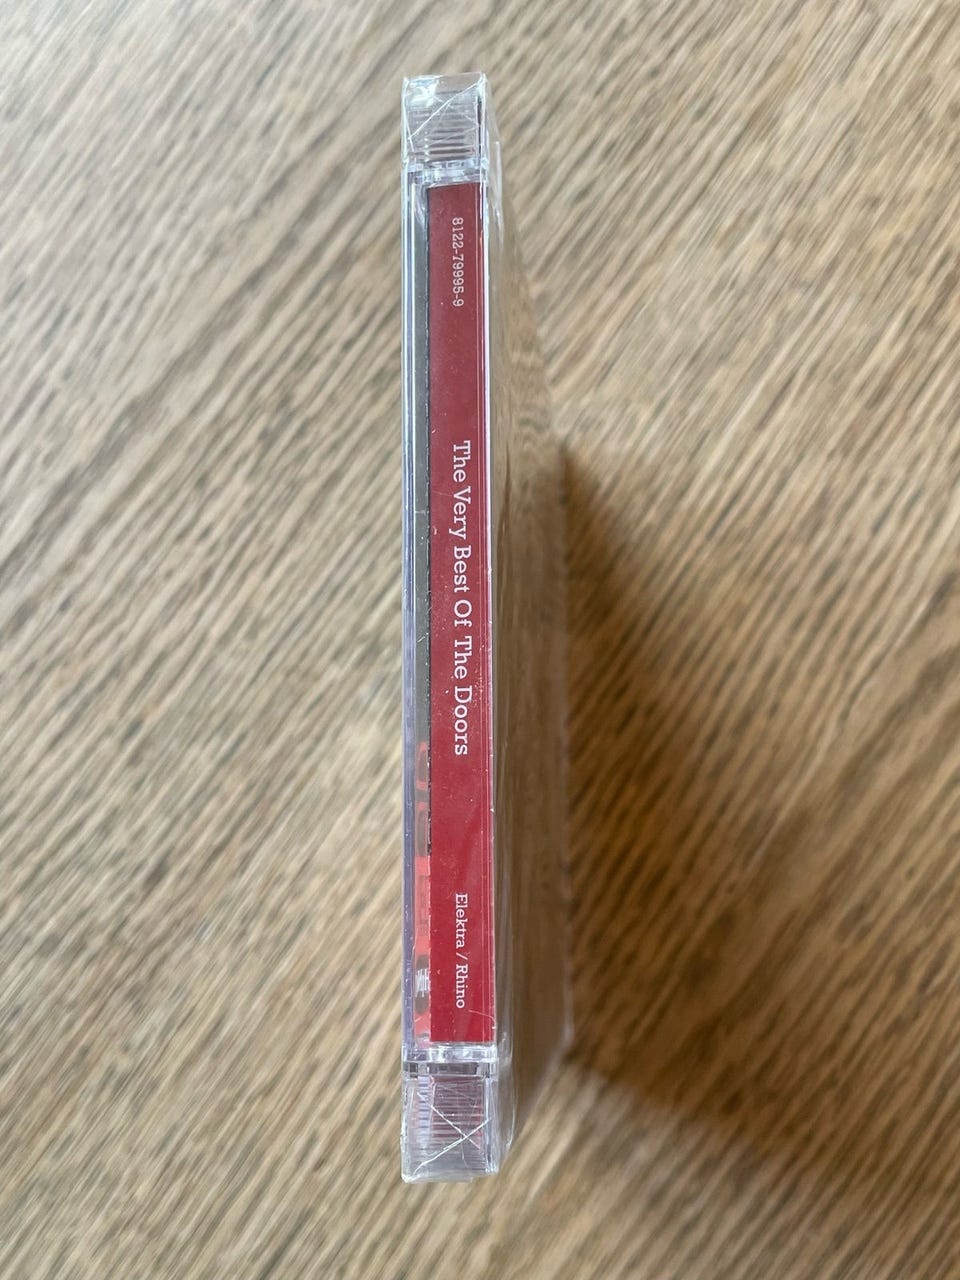 8122-79995-9
The Very Best Of The Doors
Elektra / Rhino